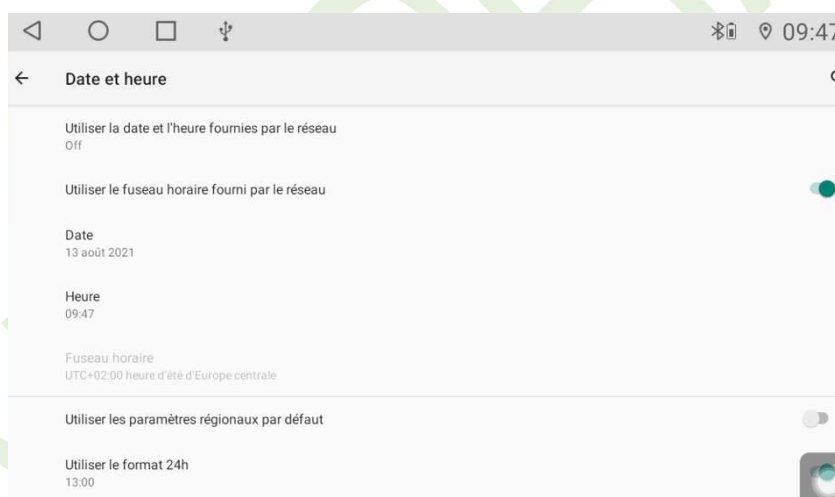 09:47
Date et heure
Utiliser la date et l'heure fournies par le réseau
Off
Utiliser le fuseau horaire fourni par le réseau
Date
13 août 2021
Heure
09:47
Fuseau horaire
UTC+02:00 heure d'été d'Europe centrale
Utiliser les paramètres régionaux par défaut
Utiliser le format 24h
13:00